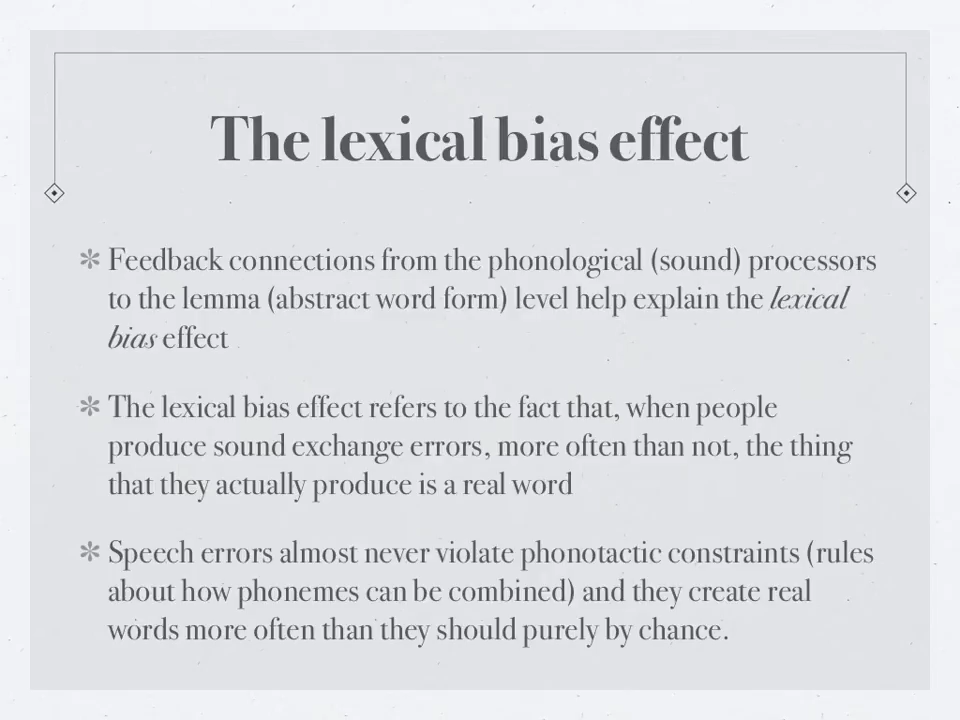 The lexical bias effect
Feedback connections from the phonological (sound) processors
to the lemma (abstract word form) level help explain the lexical
bias effect
The lexical bias effect refers to the fact that, when people
produce sound exchange errors, more often than not, the thing
that they actually produce is a real word
Speech errors almost never violate phonotactic constraints (rules
about how phonemes can be combined) and they create real
words more often than they should purely by chance.